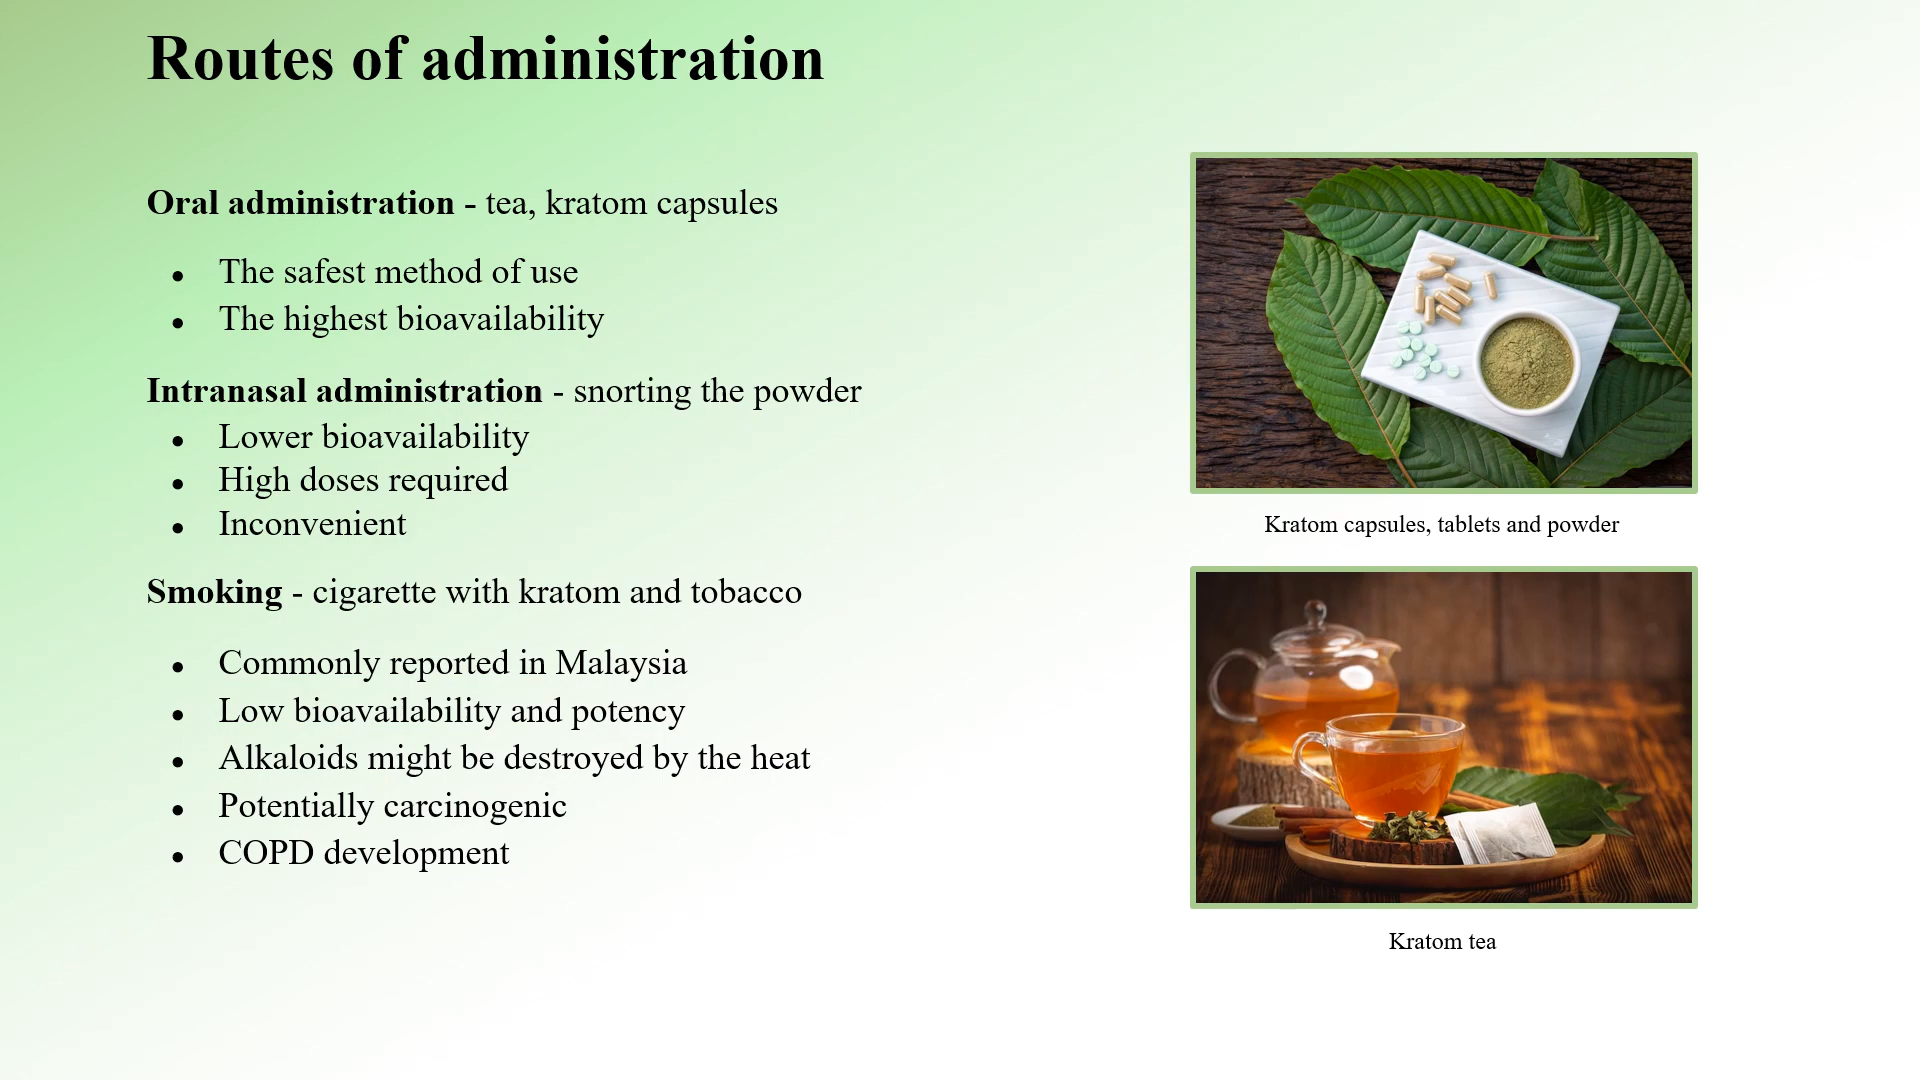 Routes of administration
Oral administration - tea, kratom capsules
● The safest method of use
● The highest bioavailability
Intranasal administration - snorting the powder
● Lower bioavailability
● High doses required
● Inconvenient
Smoking - cigarette with kratom and tobacco
● Commonly reported in Malaysia
● Low bioavailability and potency
● Alkaloids might be destroyed by the heat
● Potentially carcinogenic
● COPD development
Kratom capsules, tablets and powder
Kratom tea